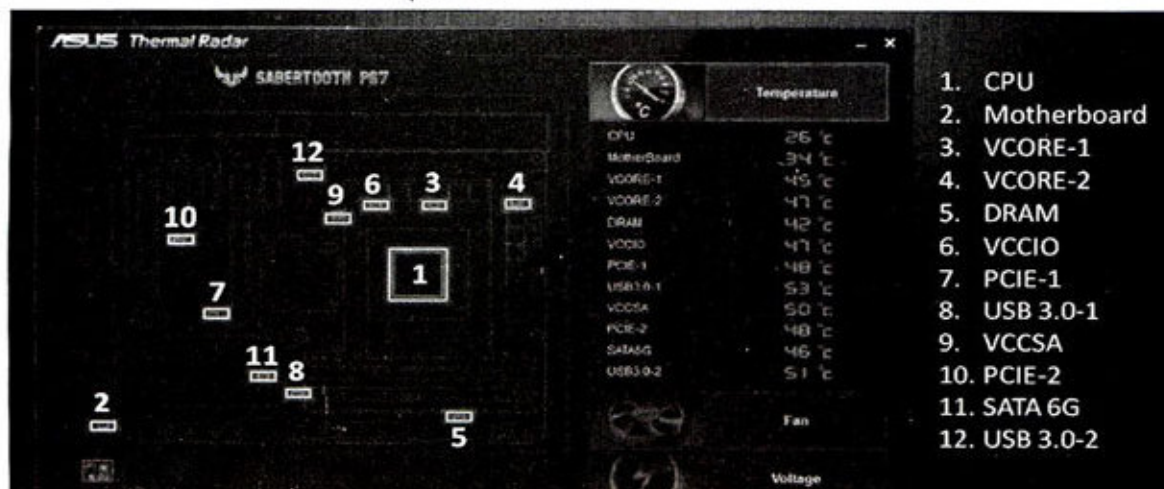 ASUS Thermal Radar
SABERTOOTH P67
12
9
6
3
4
10
1
7
11
8
2
5
Temperature
°C
CPU 26 °C
MotherBoard 34 °C
VCORE-1 45 °C
VCORE-2 47 °C
DRAM 42 °C
VCCIO 47 °C
PCIE-1 48 °C
USB3.0-1 53 °C
VCCSA 50 °C
PCIE-2 48 °C
SATA6G 46 °C
USB3.0-2 51 °C
Fan
Voltage
1. CPU
2. Motherboard
3. VCORE-1
4. VCORE-2
5. DRAM
6. VCCIO
7. PCIE-1
8. USB 3.0-1
9. VCCSA
10. PCIE-2
11. SATA 6G
12. USB 3.0-2